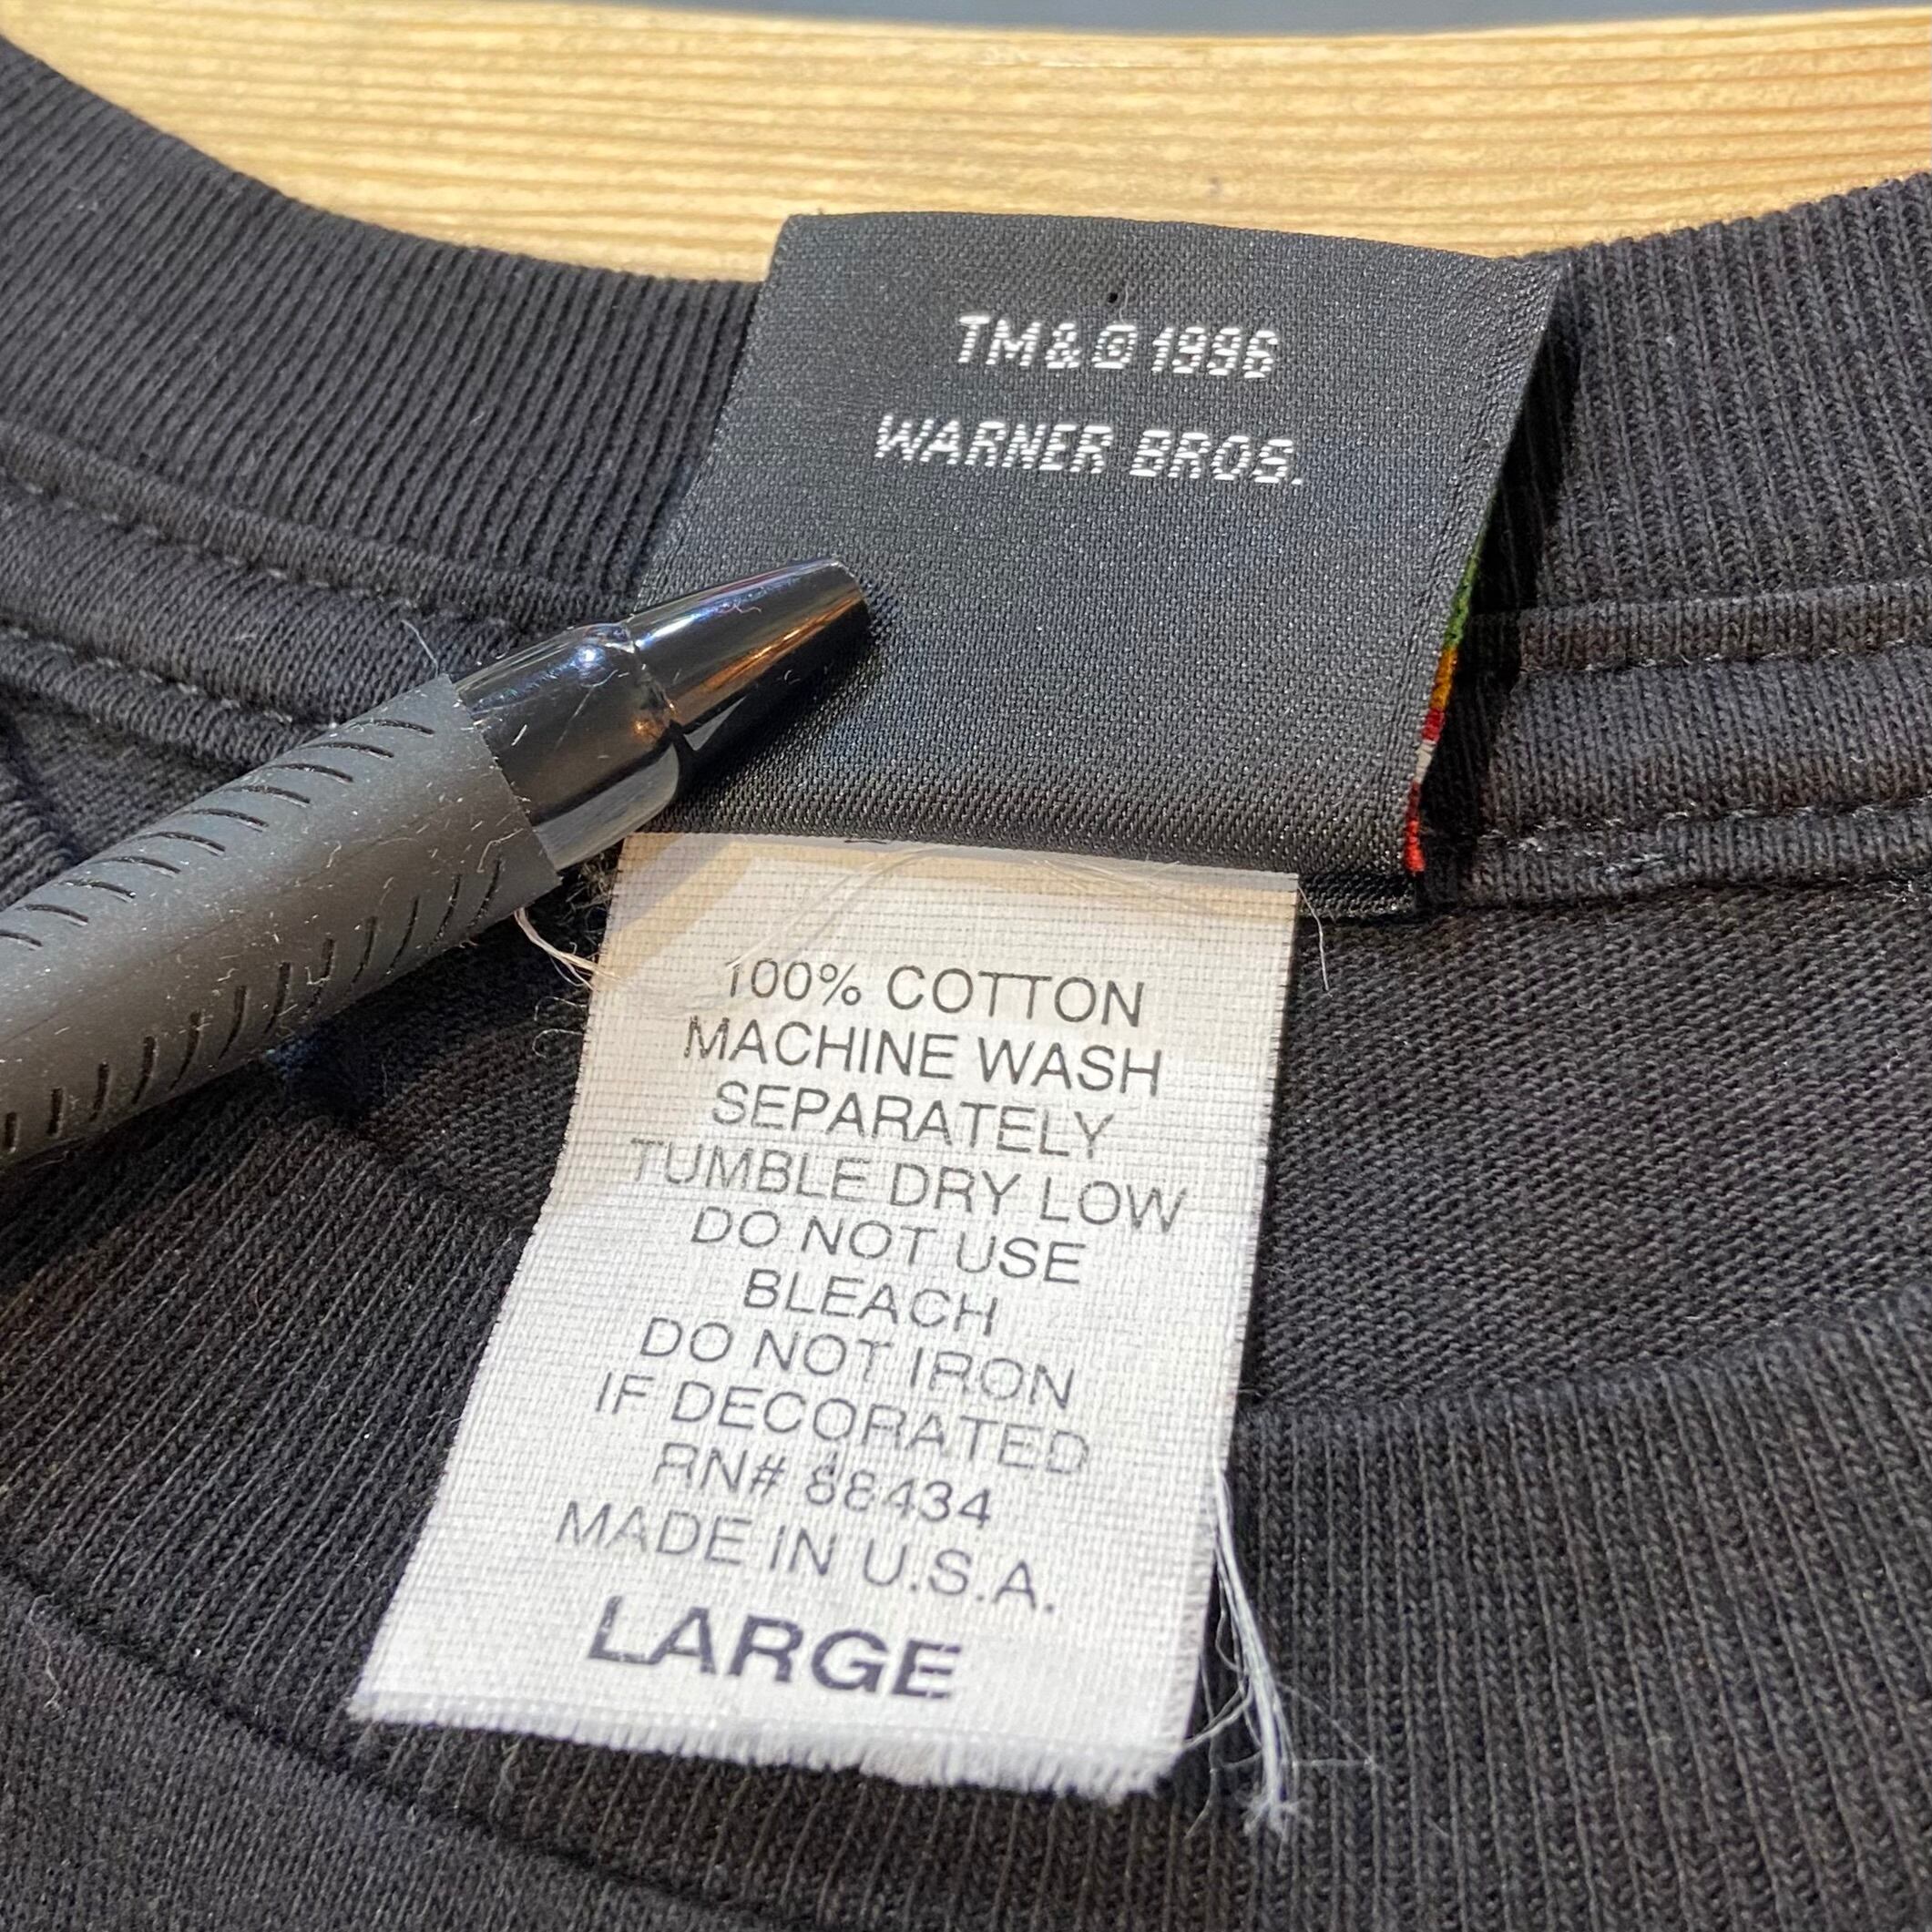 TM & © 1996
WARNER BROS.
100% COTTON
MACHINE WASH
SEPARATELY
TUMBLE DRY LOW
DO NOT USE
BLEACH
DO NOT IRON
IF DECORATED
RN# 88434
MADE IN U.S.A.
LARGE